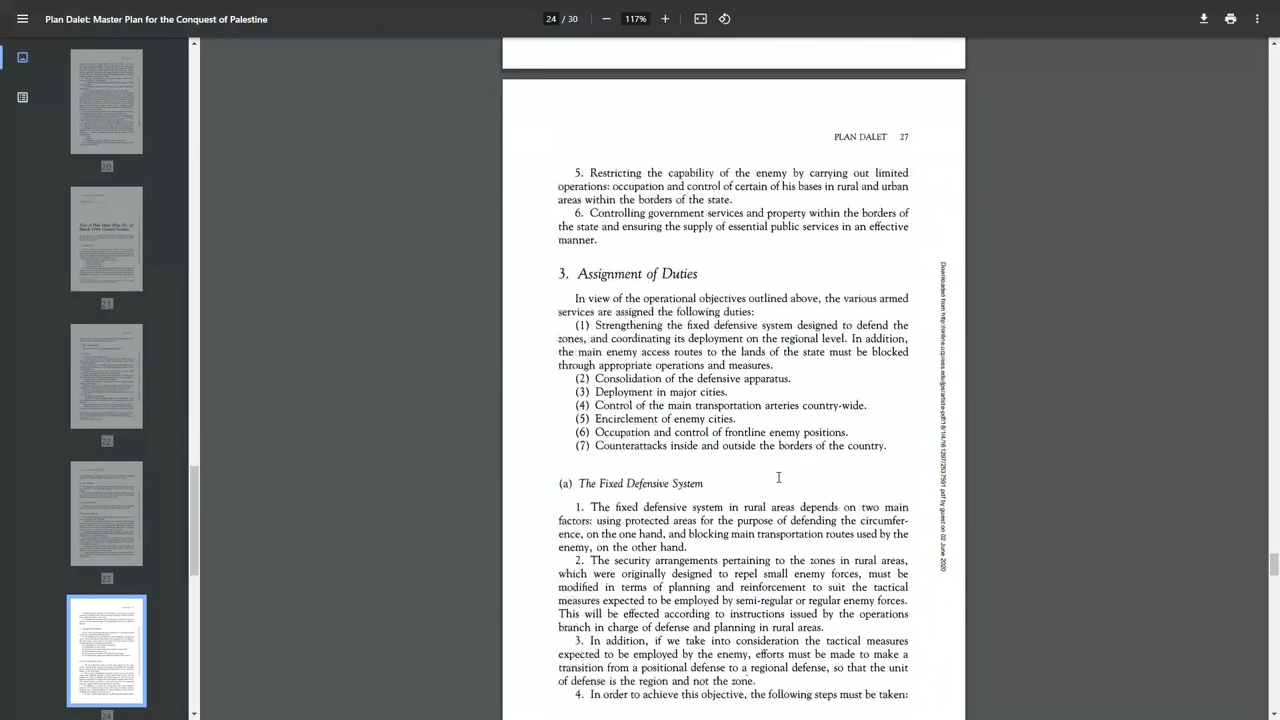 Plan Dalet: Master Plan for the Conquest of Palestine
24 / 30
117%
20
21
22
23
24
PLAN DALET 27
5. Restricting the capability of the enemy by carrying out limited
operations: occupation and control of certain of his bases in rural and urban
areas within the borders of the state.
6. Controlling government services and property within the borders of
the state and ensuring the supply of essential public services in an effective
manner.
3. Assignment of Duties
In view of the operational objectives outlined above, the various armed
services are assigned the following duties:
(1) Strengthening the fixed defensive system designed to defend the
zones, and coordinating its deployment on the regional level. In addition,
the main enemy access routes to the lands of the state must be blocked
through appropriate operations and measures.
(2) Consolidation of the defensive apparatus.
(3) Deployment in major cities.
(4) Control of the main transportation arteries country-wide.
(5) Encirclement of enemy cities.
(6) Occupation and control of frontline enemy positions.
(7) Counterattacks inside and outside the borders of the country.
(a) The Fixed Defensive System
1. The fixed defensive system in rural areas depends on two main
factors: using protected areas for the purpose of defending the circumfer-
ence, on the one hand, and blocking main transportation routes used by the
enemy, on the other hand.
2. The security arrangements pertaining to the zones in rural areas,
which were originally designed to repel small enemy forces, must be
modified in terms of planning and reinforcement to suit the tactical
measures expected to be employed by semi-regular or regular enemy forces.
This will be effected according to instructions issued by the operations
branch in charge of defense and planning in rural areas.
3. In addition, if we take into consideration the tactical measures
expected to be employed by the enemy, efforts must be made to make a
transition from a positional defense to a regional defense, so that the unit
of defense is the region and not the zone.
4. In order to achieve this objective, the following steps must be taken:
by guest on 02 June 2020